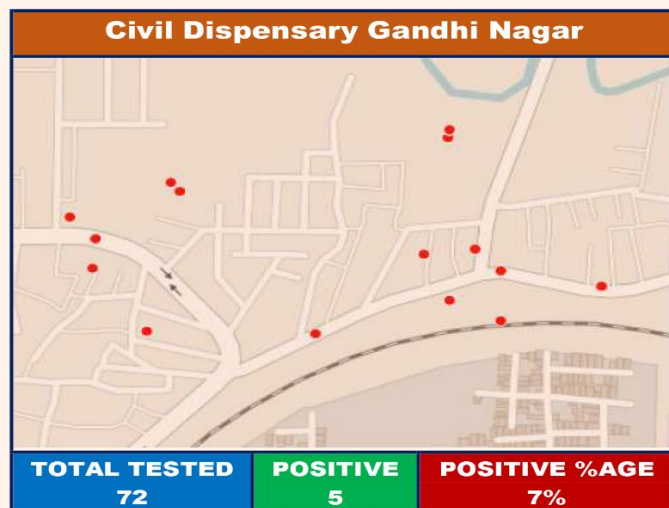 Civil Dispensary Gandhi Nagar
TOTAL TESTED
72
POSITIVE
5
POSITIVE %AGE
7%